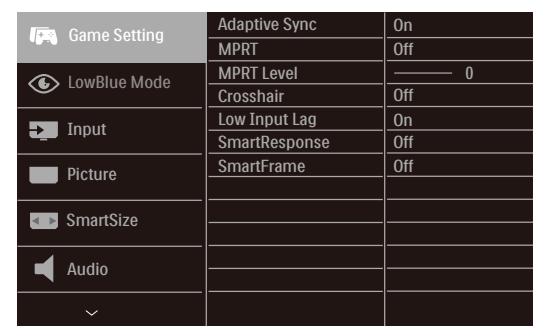 Game Setting
LowBlue Mode
Input
Picture
SmartSize
Audio
Adaptive Sync On
MPRT Off
MPRT Level 0
Crosshair Off
Low Input Lag On
SmartResponse Off
SmartFrame Off